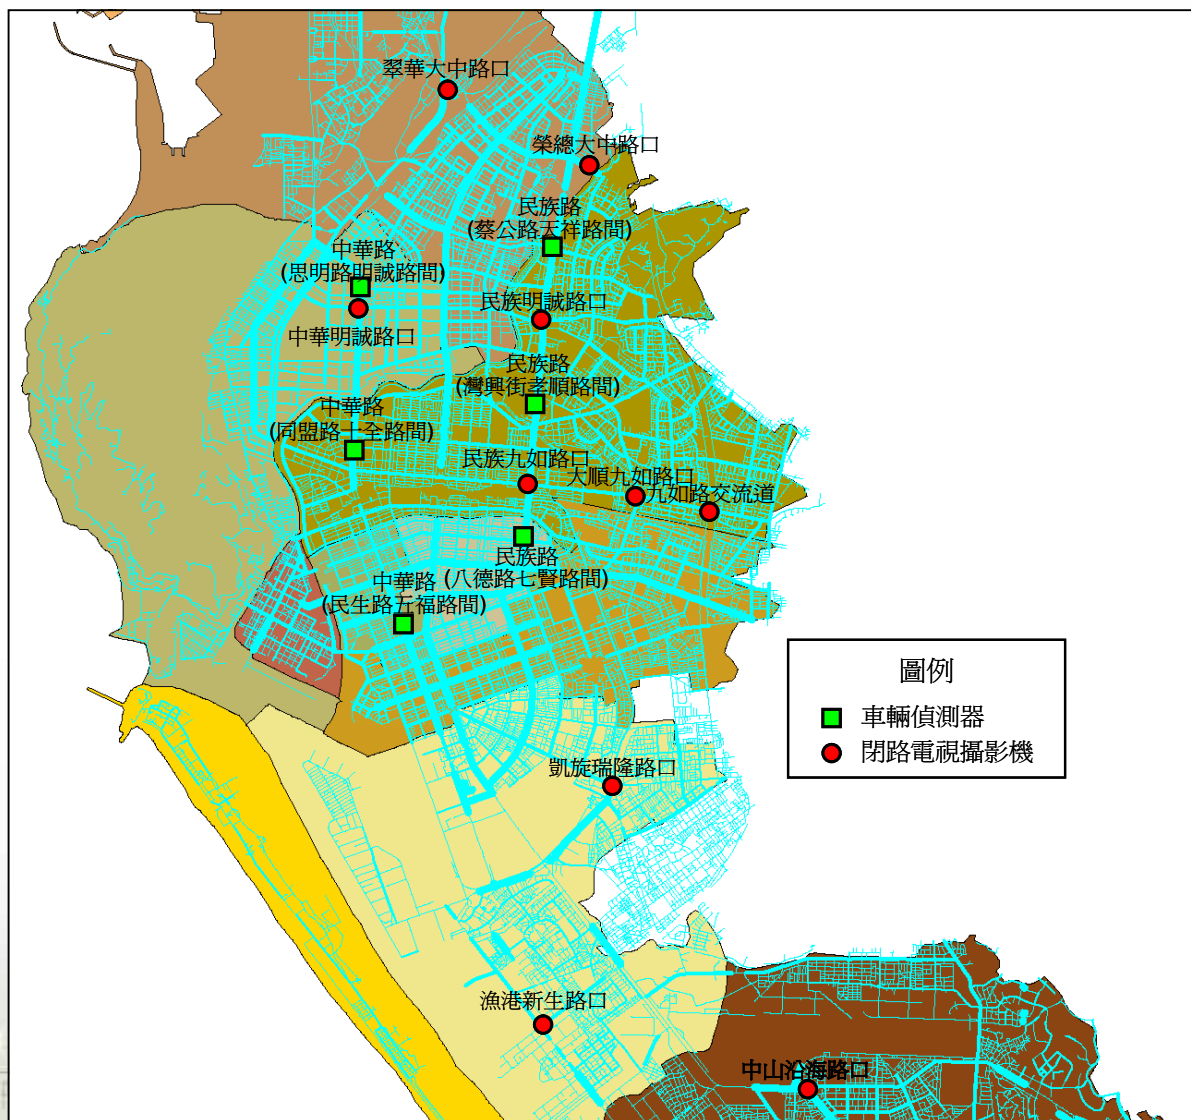 翠華大中路口
榮總大中路口
民族路
(蔡公路天祥路間)
中華路
(思明路明誠路間)
民族明誠路口
中華明誠路口
民族路
(灣興街孝順路間)
中華路
(同盟路十全路間)
民族九如路口
大順九如路口
九如路交流道
民族路
(八德路七賢路間)
中華路
(民生路五福路間)
圖例
車輛偵測器
閉路電視攝影機
凱旋瑞隆路口
漁港新生路口
中山沿海路口